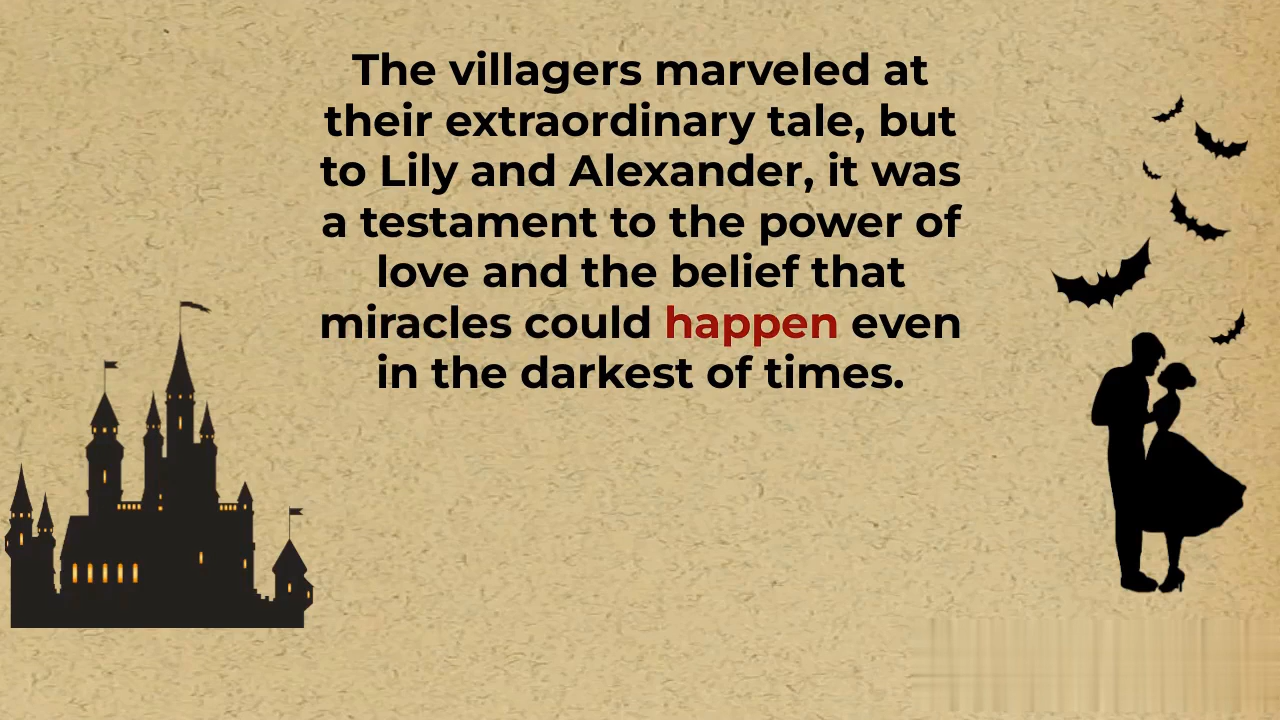 The villagers marveled at
their extraordinary tale, but
to Lily and Alexander, it was
a testament to the power of
love and the belief that
miracles could happen even
in the darkest of times.